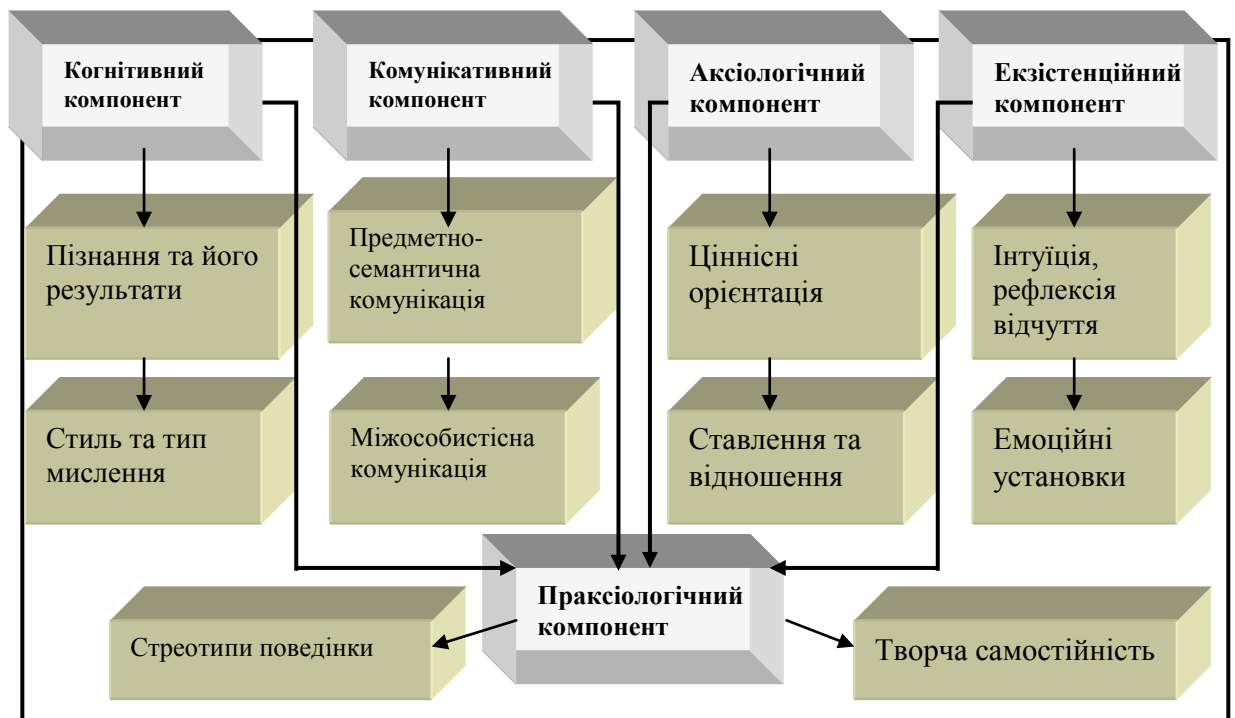 Когнітивний
компонент
Комунікативний
компонент
Аксіологічний
компонент
Екзістенційний
компонент
Пізнання та його
результати
Предметно-
семантична
комунікація
Ціннісні
орієнтація
Інтуїція,
рефлексія
відчуття
Стиль та тип
мислення
Міжособистісна
комунікація
Ставлення та
відношення
Емоційні
установки
Праксіологічний
компонент
Стреотипи поведінки
Творча самостійність